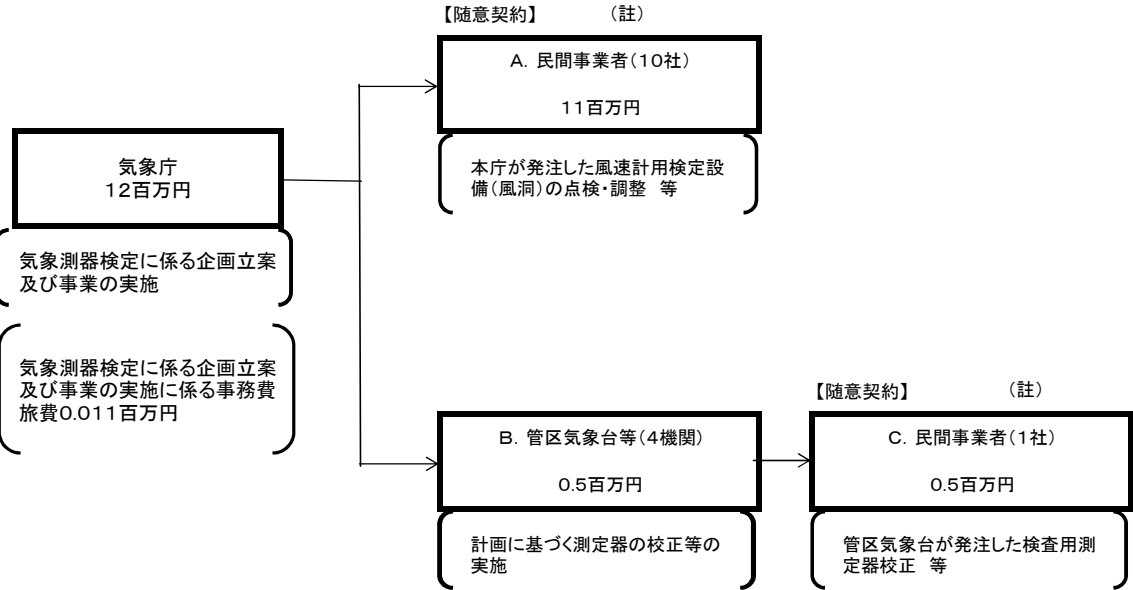 【随意契約】　　　（註）
A．民間事業者（10社）
11百万円
本庁が発注した風速計用検定設
備（風洞）の点検・調整　等
気象庁
12百万円
気象測器検定に係る企画立案
及び事業の実施
気象測器検定に係る企画立案
及び事業の実施に係る事務費
旅費0.011百万円
B．管区気象台等（4機関）
0.5百万円
計画に基づく測定器の校正等の
実施
【随意契約】　　　　（註）
C．民間事業者（1社）
0.5百万円
管区気象台が発注した検査用測
定器校正　等